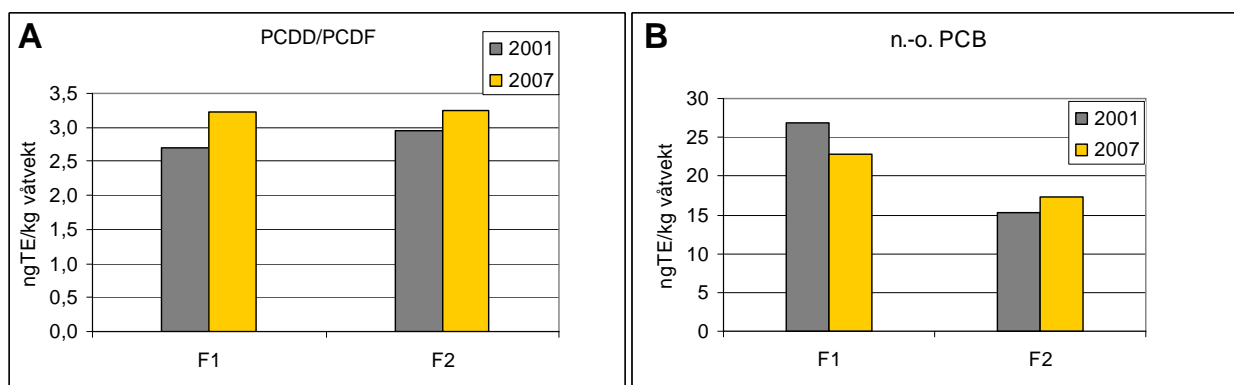 A
PCDD/PCDF
2001
2007
3,5
3,0
2,5
2,0
1,5
1,0
0,5
0,0
ngTE/kg våtvekt
F1 F2
B
n.-o. PCB
2001
2007
30
25
20
15
10
5
0
ngTE/kg våtvekt
F1 F2